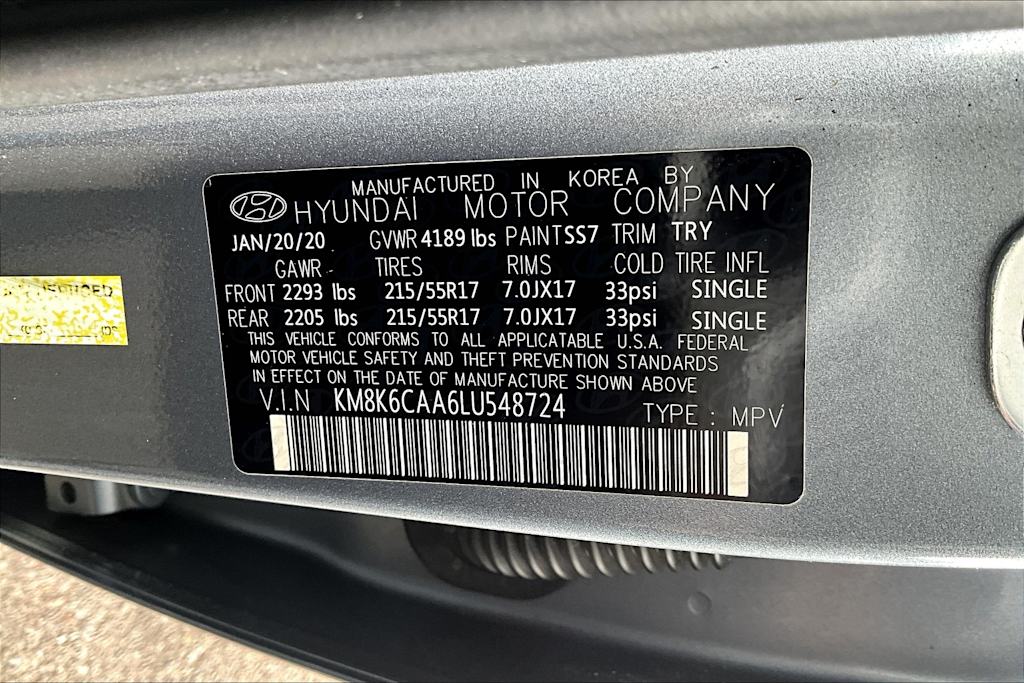 MANUFACTURED IN KOREA BY
HYUNDAI MOTOR COMPANY
JAN/20/20 GVWR 4189 lbs PAINT SS7 TRIM TRY
GAWR TIRES RIMS COLD TIRE INFL
FRONT 2293 lbs 215/55R17 7.0JX17 33psi SINGLE
REAR 2205 lbs 215/55R17 7.0JX17 33psi SINGLE
THIS VEHICLE CONFORMS TO ALL APPLICATABLE U.S.A. FEDERAL
MOTOR VEHICLE SAFETY AND THEFT PREVENTION STANDARDS
IN EFFECT ON THE DATE OF MANUFACTURE SHOWN ABOVE
V.I.N KM8K6CAA6LU548724 TYPE : MPV